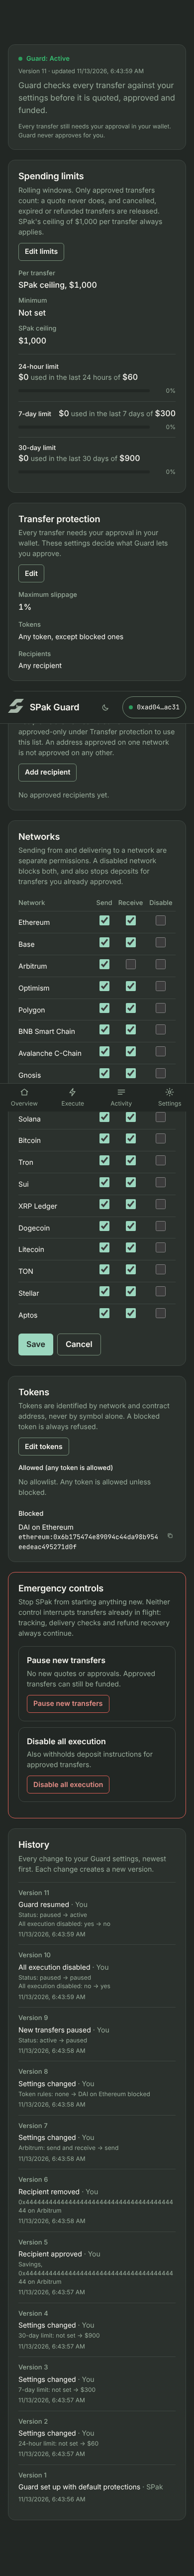 Guard: Active
Version 11 · updated 11/13/2026, 6:43:59 AM
Guard checks every transfer against your
settings before it is quoted, approved and
funded.
Every transfer still needs your approval in your wallet.
Guard never approves for you.
Spending limits
Rolling windows. Only approved transfers
count: a quote never does, and cancelled,
expired or refunded transfers are released.
SPak's ceiling of $1,000 per transfer always
applies.
Edit limits
Per transfer
SPak ceiling, $1,000
Minimum
Not set
SPak ceiling
$1,000
24-hour limit
$0 used in the last 24 hours of $60
0%
7-day limit $0 used in the last 7 days of $300
0%
30-day limit
$0 used in the last 30 days of $900
0%
Transfer protection
Every transfer needs your approval in your
wallet. These settings decide what Guard lets
you approve.
Edit
Maximum slippage
1%
Tokens
Any token, except blocked ones
Recipients
Any recipient
SPak Guard
0xad04…ac31
approved-only under Transfer protection to use
this list. An address approved on one network
is not approved on any other.
Add recipient
No approved recipients yet.
Networks
Sending from and delivering to a network are
separate permissions. A disabled network
blocks both, and also stops deposits for
transfers you already approved.
Network Send Receive Disable
Ethereum
Base
Arbitrum
Optimism
Polygon
BNB Smart Chain
Avalanche C-Chain
Gnosis
Overview Execute Activity Settings
Solana
Bitcoin
Tron
Sui
XRP Ledger
Dogecoin
Litecoin
TON
Stellar
Aptos
Save Cancel
Tokens
Tokens are identified by network and contract
address, never by symbol alone. A blocked
token is always refused.
Edit tokens
Allowed (any token is allowed)
No allowlist. Any token is allowed unless
blocked.
Blocked
DAI on Ethereum
ethereum:0x6b175474e89094c44da98b954
eedeac495271d0f
Emergency controls
Stop SPak from starting anything new. Neither
control interrupts transfers already in flight:
tracking, delivery checks and refund recovery
always continue.
Pause new transfers
No new quotes or approvals. Approved
transfers can still be funded.
Pause new transfers
Disable all execution
Also withholds deposit instructions for
approved transfers.
Disable all execution
History
Every change to your Guard settings, newest
first. Each change creates a new version.
Version 11
Guard resumed · You
Status: paused → active
All execution disabled: yes → no
11/13/2026, 6:43:59 AM
Version 10
All execution disabled · You
Status: paused → paused
All execution disabled: no → yes
11/13/2026, 6:43:59 AM
Version 9
New transfers paused · You
Status: active → paused
11/13/2026, 6:43:58 AM
Version 8
Settings changed · You
Token rules: none → DAI on Ethereum blocked
11/13/2026, 6:43:58 AM
Version 7
Settings changed · You
Arbitrum: send and receive → send
11/13/2026, 6:43:58 AM
Version 6
Recipient removed · You
0x44444444444444444444444444444444444444
44 on Arbitrum
11/13/2026, 6:43:58 AM
Version 5
Recipient approved · You
Savings,
0x44444444444444444444444444444444444444
44 on Arbitrum
11/13/2026, 6:43:57 AM
Version 4
Settings changed · You
30-day limit: not set → $900
11/13/2026, 6:43:57 AM
Version 3
Settings changed · You
7-day limit: not set → $300
11/13/2026, 6:43:57 AM
Version 2
Settings changed · You
24-hour limit: not set → $60
11/13/2026, 6:43:57 AM
Version 1
Guard set up with default protections · SPak
11/13/2026, 6:43:56 AM